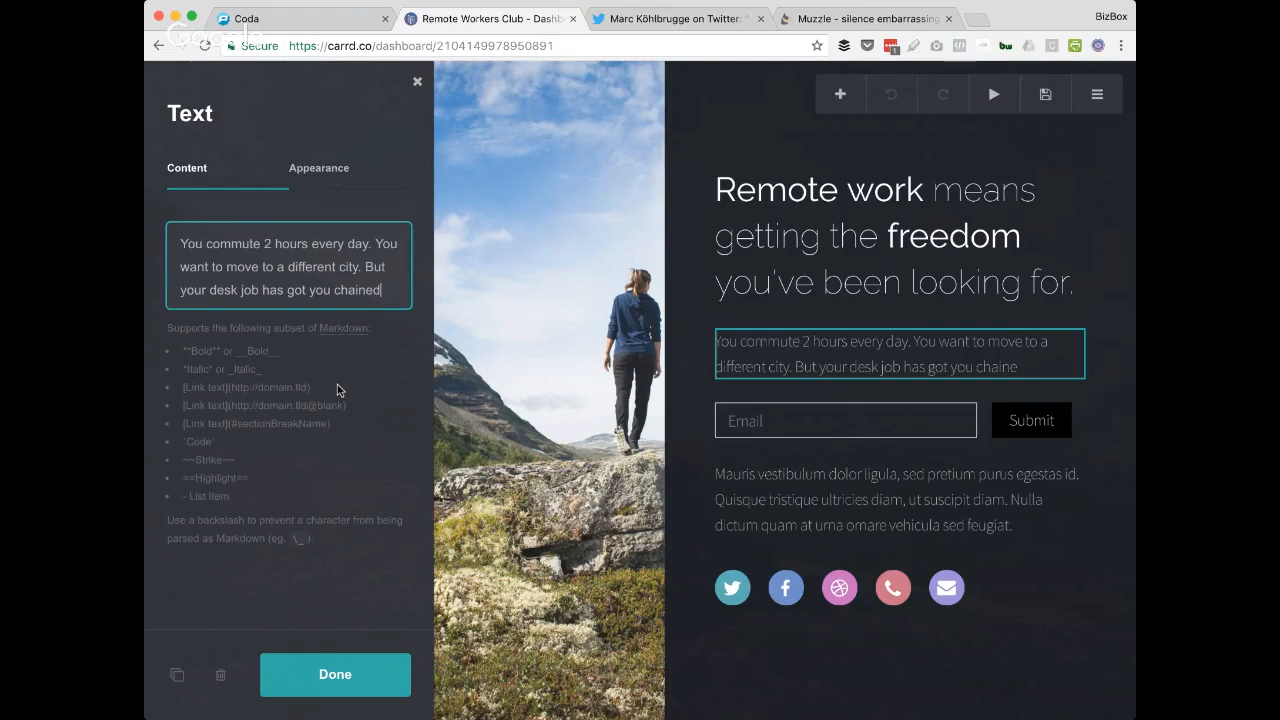 Coda
Remote Workers Club - Dashb
Marc Köhlbrugge on Twitter: "
Muzzle - silence embarrassing
BizBox
Google
Secure
https://carrd.co/dashboard/2104149978950891
1
bw
Text
Content
Appearance
You commute 2 hours every day. You
want to move to a different city. But
your desk job has got you chained
Supports the following subset of Markdown:
**Bold** or __Bold__
*Italic* or _Italic_
[Link text](http://domain.tld)
[Link text](http://domain.tld@blank)
[Link text](#sectionBreakName)
`Code`
~~Strike~~
==Highlight==
- List Item
Use a backslash to prevent a character from being
parsed as Markdown (eg. \_ ).
Done
Remote work means
getting the freedom
you've been looking for.
You commute 2 hours every day. You want to move to a
different city. But your desk job has got you chaine
Email
Submit
Mauris vestibulum dolor ligula, sed pretium purus egestas id.
Quisque tristique ultricies diam, ut suscipit diam. Nulla
dictum quam at urna ornare vehicula sed feugiat.